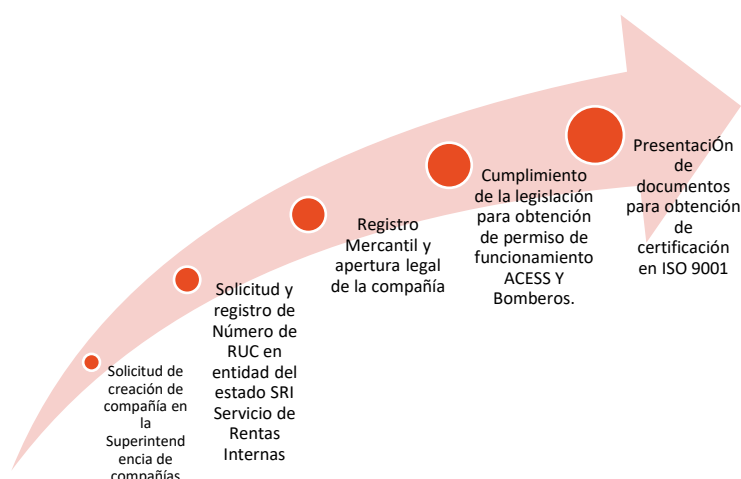 Solicitud de
creación de
compañía en
la
Superintend
encia de
compañías
Solicitud y
registro de
Número de
RUC en
entidad del
estado SRI
Servicio de
Rentas
Internas
Registro
Mercantil y
apertura legal
de la compañía
Cumplimiento
de la legislación
para obtención
de permiso de
funcionamiento
ACESS Y
Bomberos.
PresentaciÓn
de
documentos
para obtención
de
certificación
en ISO 9001